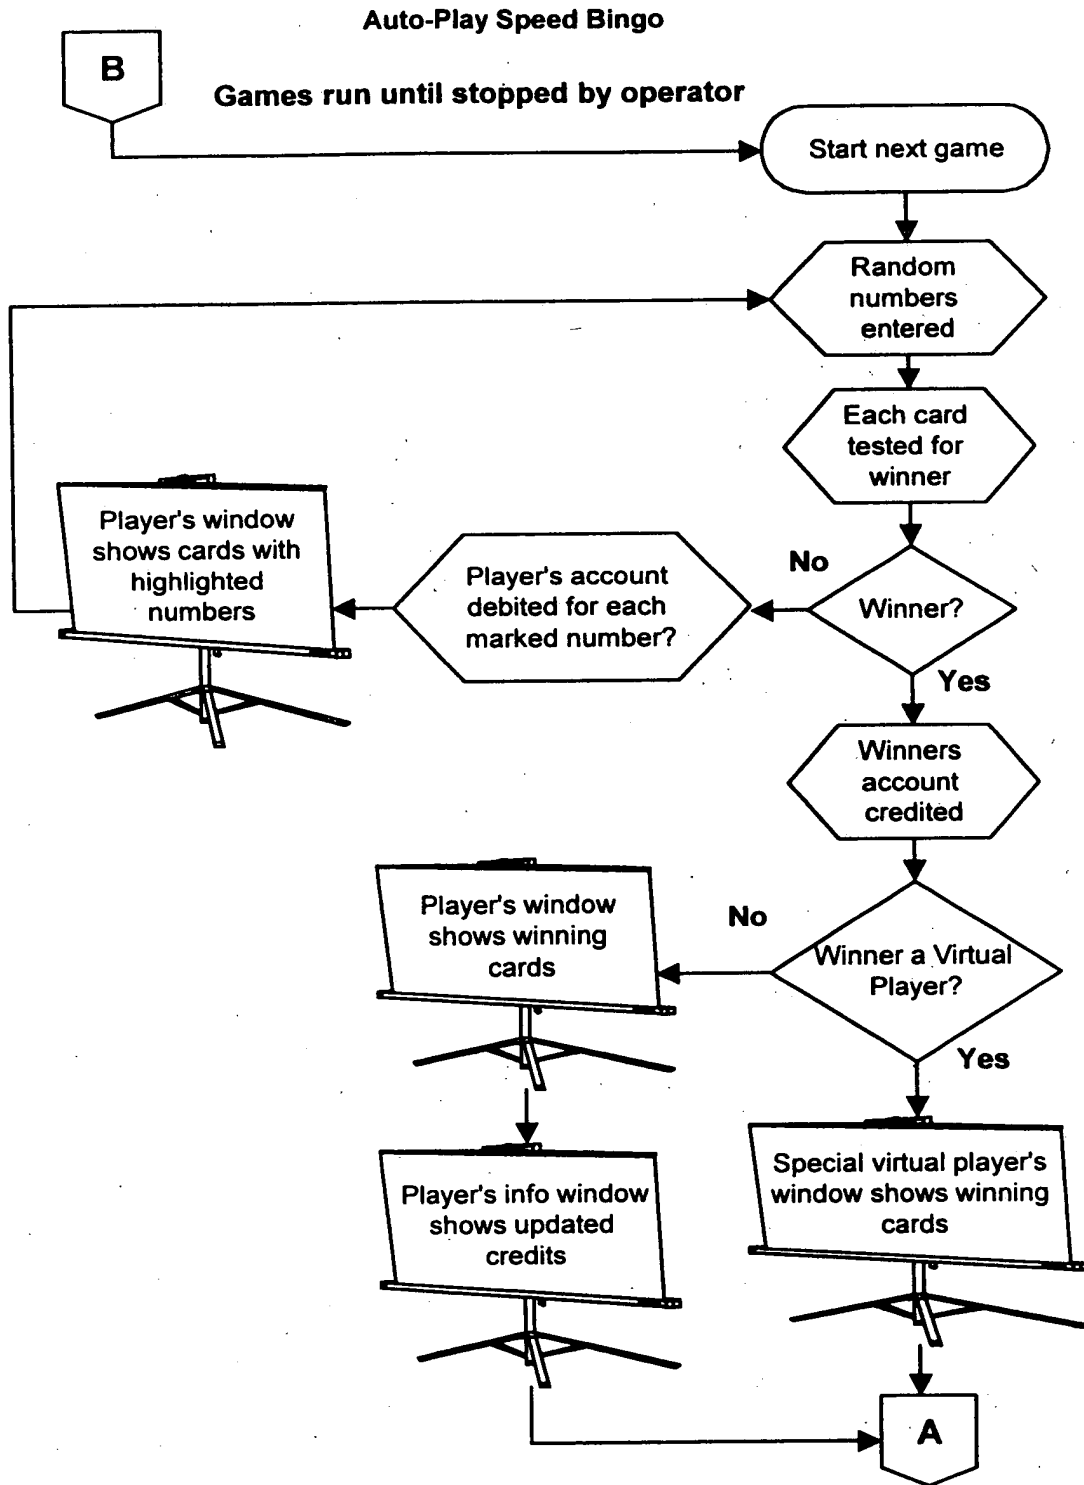 Auto-Play Speed Bingo
B
Games run until stopped by operator
Start next game
Random
numbers
entered
Each card
tested for
winner
Player's window
shows cards with
highlighted
numbers
Player's account
debited for each
marked number?
No
Winner?
Yes
Winners
account
credited
Player's window
shows winning
cards
No
Winner a Virtual
Player?
Yes
Player's info window
shows updated
credits
Special virtual player's
window shows winning
cards
A